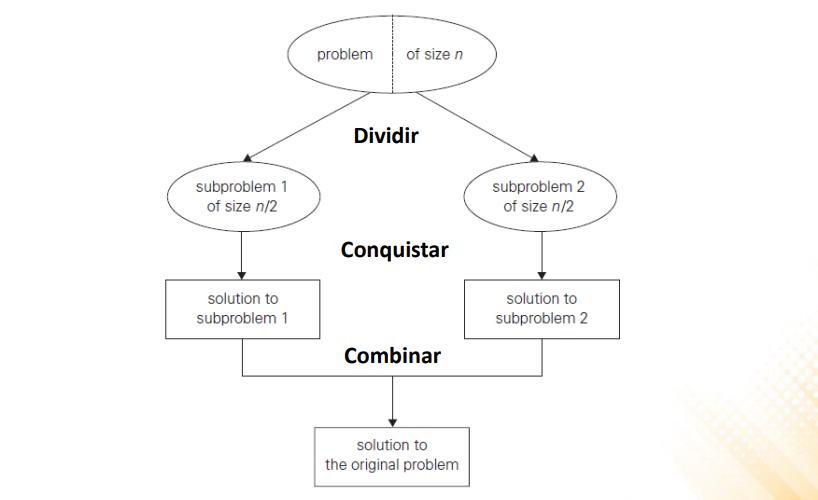 problem of size n
Dividir
subproblem 1
of size n/2
subproblem 2
of size n/2
Conquistar
solution to
subproblem 1
solution to
subproblem 2
Combinar
solution to
the original problem